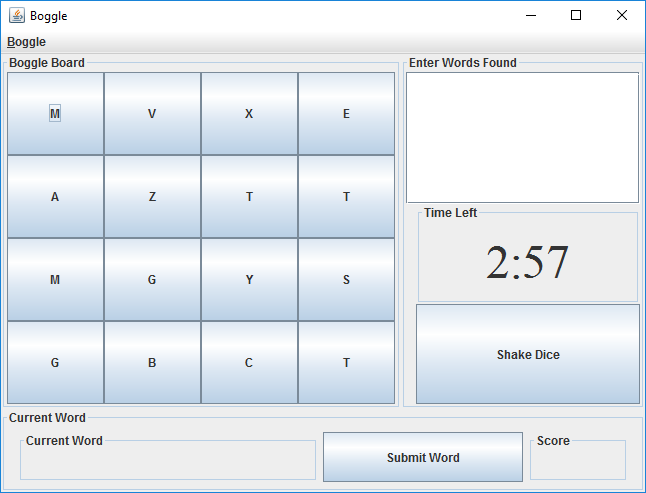 Boggle
Boggle
Boggle Board
Enter Words Found
M V X E
A Z T T
M G Y S
G B C T
Time Left
2:57
Shake Dice
Current Word
Current Word
Submit Word
Score